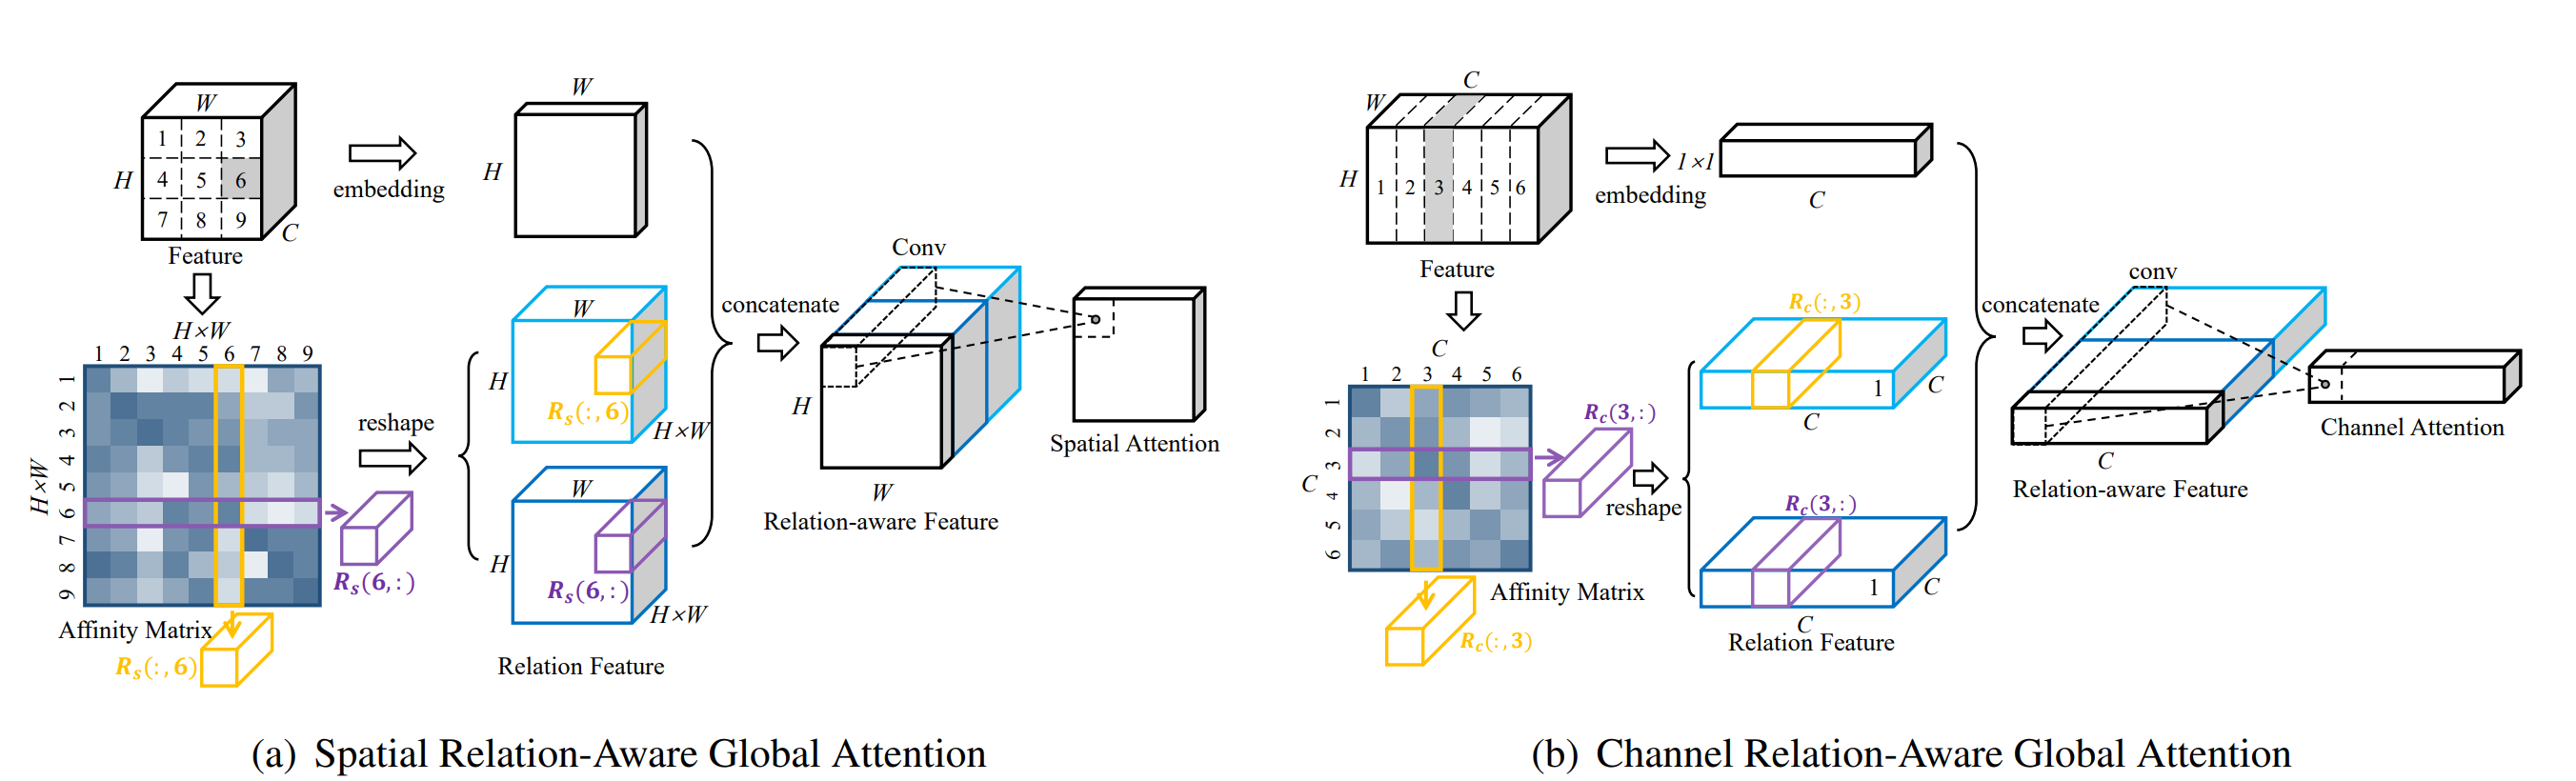 W
1 2 3
H 4 5 6
7 8 9
C
Feature
embedding
W
H
H×W
1 2 3 4 5 6 7 8 9
H×W
1
2
3
4
5
6
7
8
9
Affinity Matrix
R_s(:,6)
R_s(6,:)
reshape
W
H
R_s(:,6)
H×W
W
H
R_s(6,:)
H×W
Relation Feature
concatenate
Conv
H
W
Relation-aware Feature
Spatial Attention
(a) Spatial Relation-Aware Global Attention
C
W
H 1 2 3 4 5 6
Feature
embedding
1×1
C
C
1 2 3 4 5 6
C
1
2
3
4
5
6
R_c(3,:)
Affinity Matrix
R_c(:,3)
reshape
R_c(:,3)
1 C
C
R_c(3,:)
1 C
C
Relation Feature
concatenate
conv
C
Relation-aware Feature
Channel Attention
(b) Channel Relation-Aware Global Attention